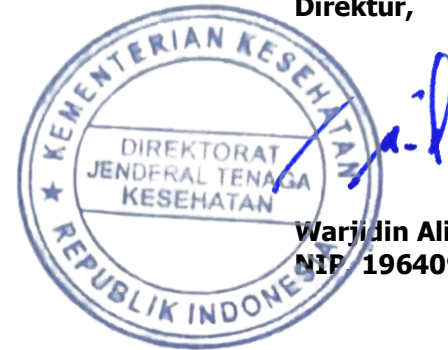 Direktur,
KEMENTERIAN KESEHATAN
DIREKTORAT
JENDERAL TENAGA
KESEHATAN
REPUBLIK INDONESIA
Warjidin Ali
NIP. 19640